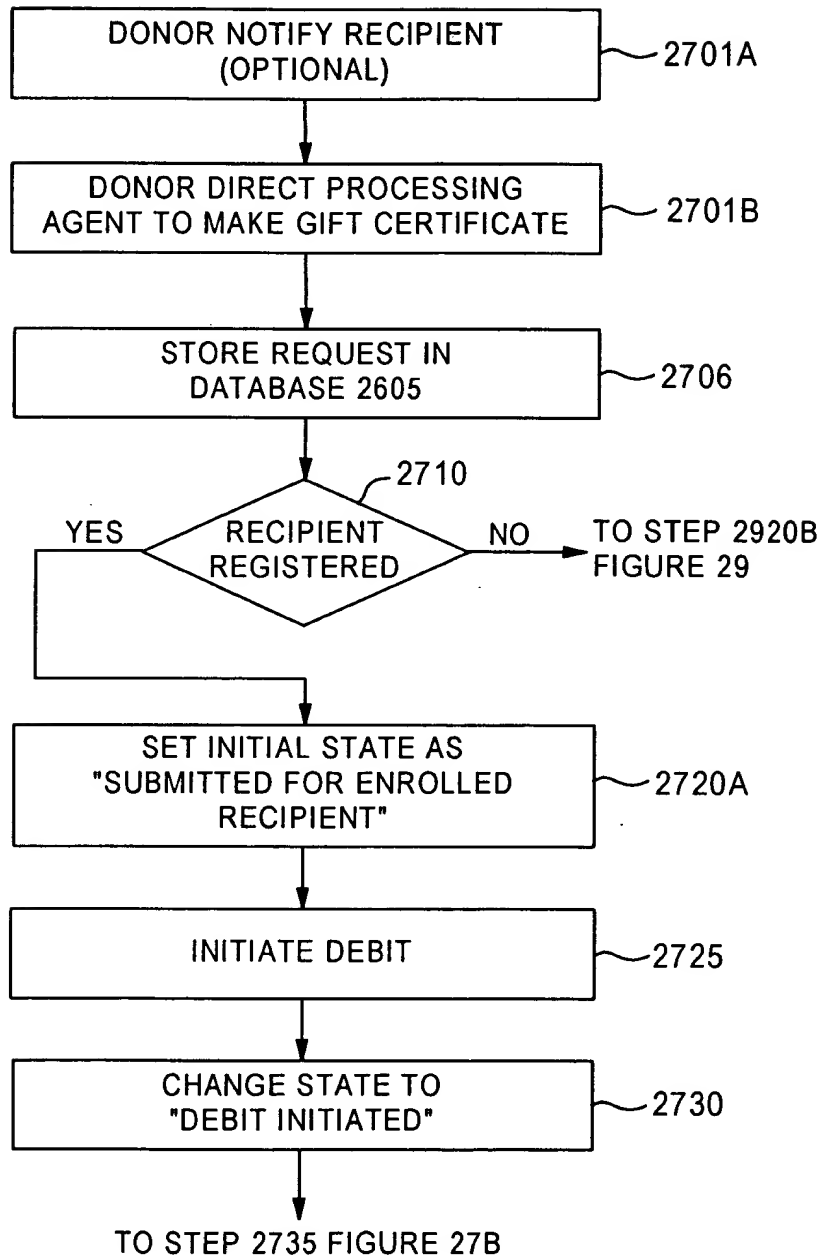 DONOR NOTIFY RECIPIENT
(OPTIONAL)
2701A
DONOR DIRECT PROCESSING
AGENT TO MAKE GIFT CERTIFICATE
2701B
STORE REQUEST IN
DATABASE 2605
2706
2710
YES
RECIPIENT
REGISTERED
NO
TO STEP 2920B
FIGURE 29
SET INITIAL STATE AS
"SUBMITTED FOR ENROLLED
RECIPIENT"
2720A
INITIATE DEBIT
2725
CHANGE STATE TO
"DEBIT INITIATED"
2730
TO STEP 2735 FIGURE 27B